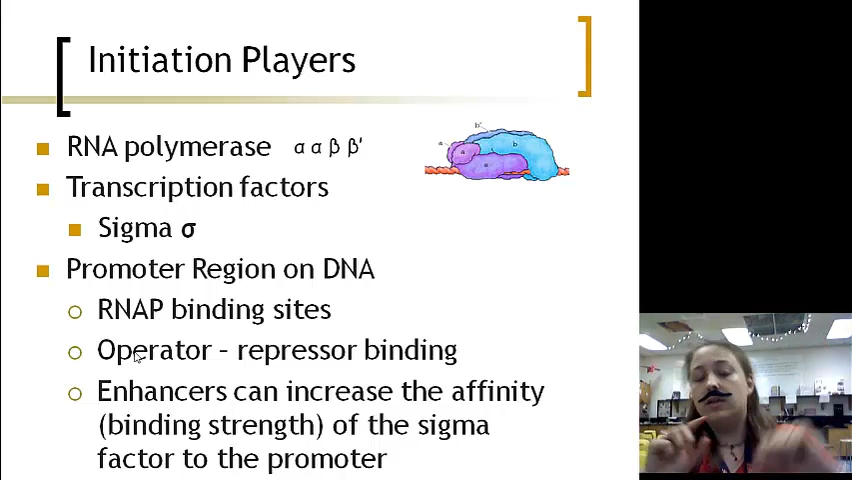 Initiation Players
RNA polymerase α α β β′
Transcription factors
Sigma σ
Promoter Region on DNA
RNAP binding sites
Operator – repressor binding
Enhancers can increase the affinity
(binding strength) of the sigma
factor to the promoter